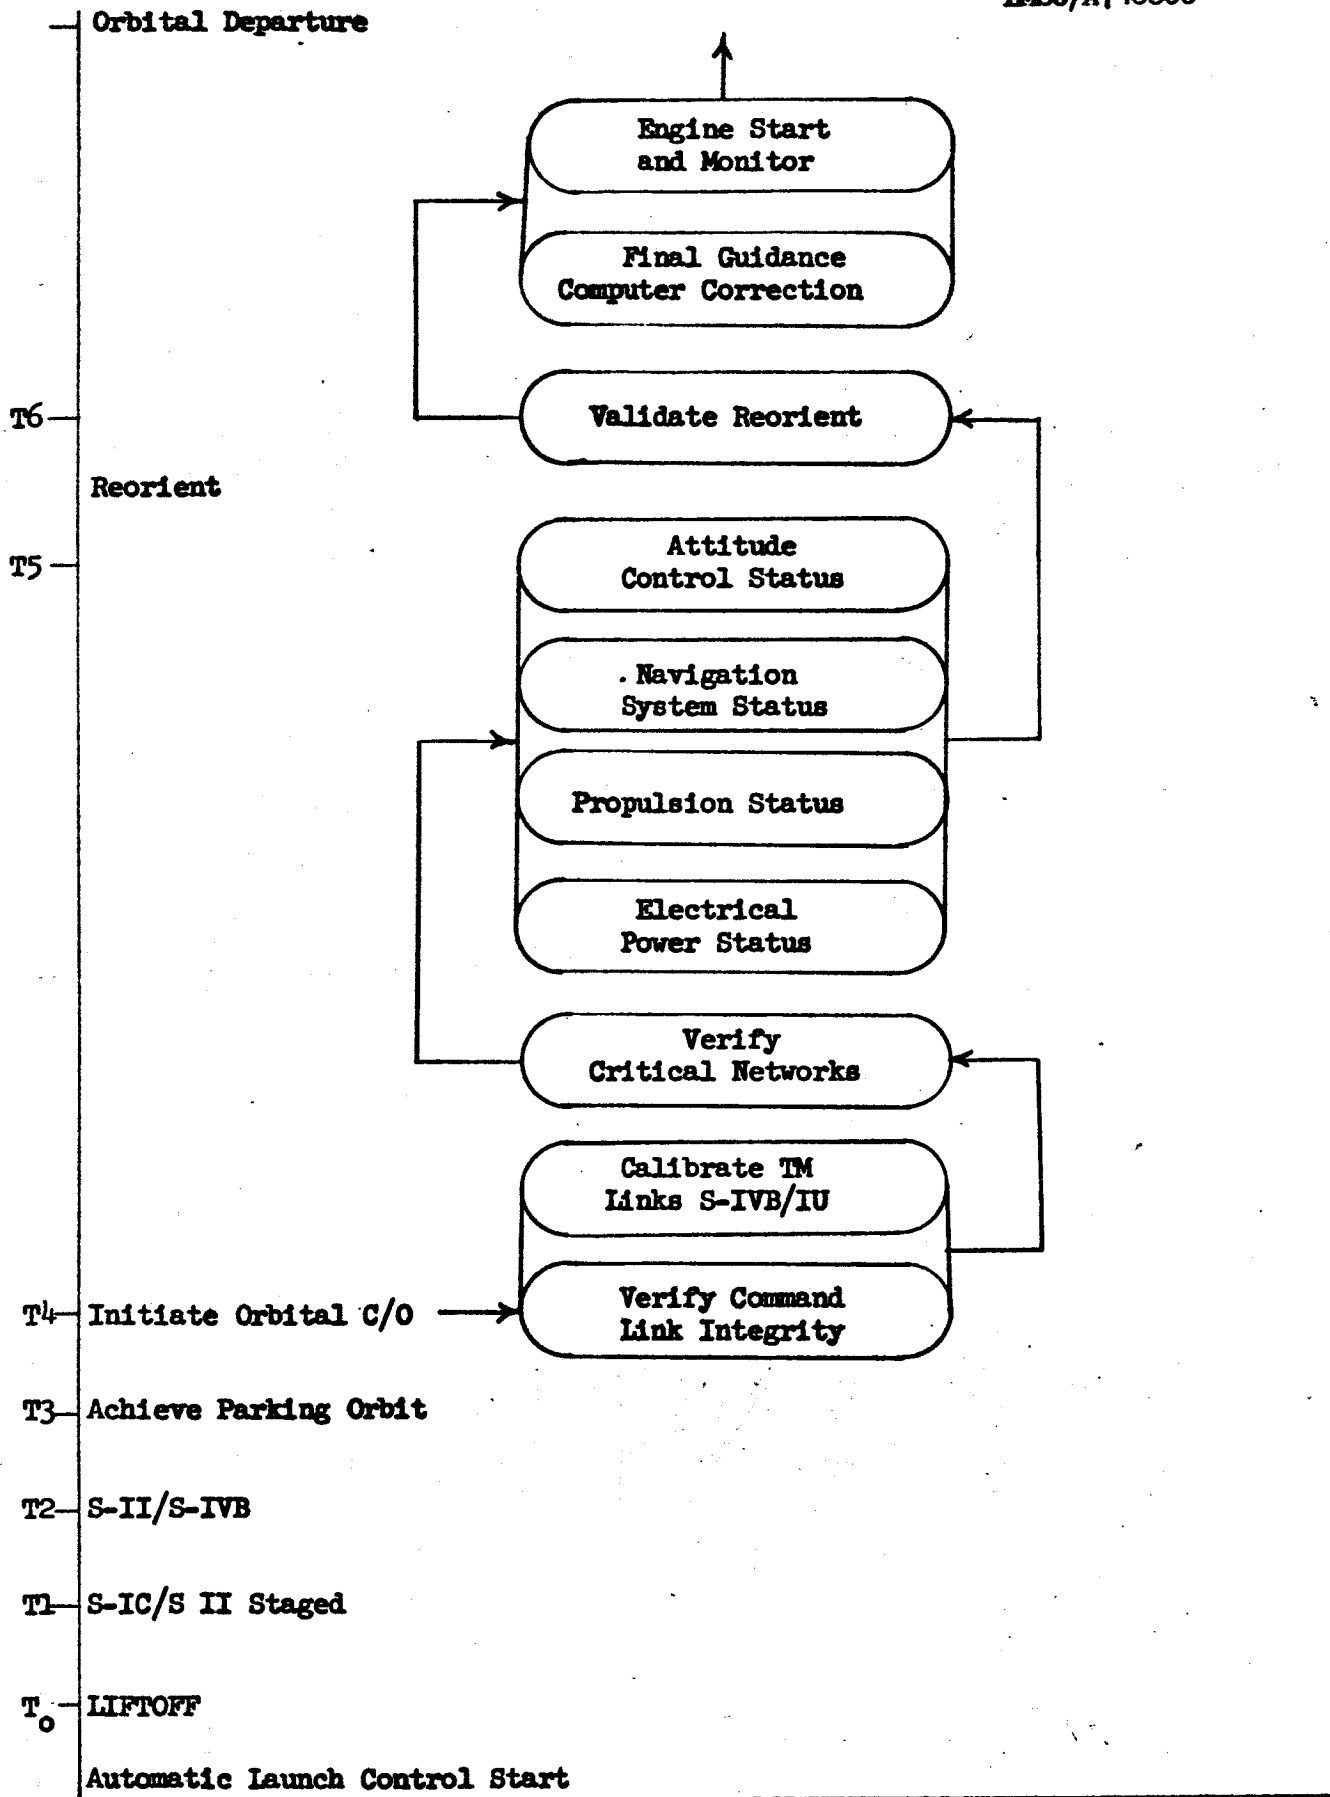 Orbital Departure
Engine Start
and Monitor
Final Guidance
Computer Correction
T6
Validate Reorient
Reorient
T5
Attitude
Control Status
Navigation
System Status
Propulsion Status
Electrical
Power Status
Verify
Critical Networks
Calibrate TM
Links S-IVB/IU
T4 Initiate Orbital C/O
Verify Command
Link Integrity
T3 Achieve Parking Orbit
T2 S-II/S-IVB
T1 S-IC/S II Staged
To LIFTOFF
Automatic Launch Control Start